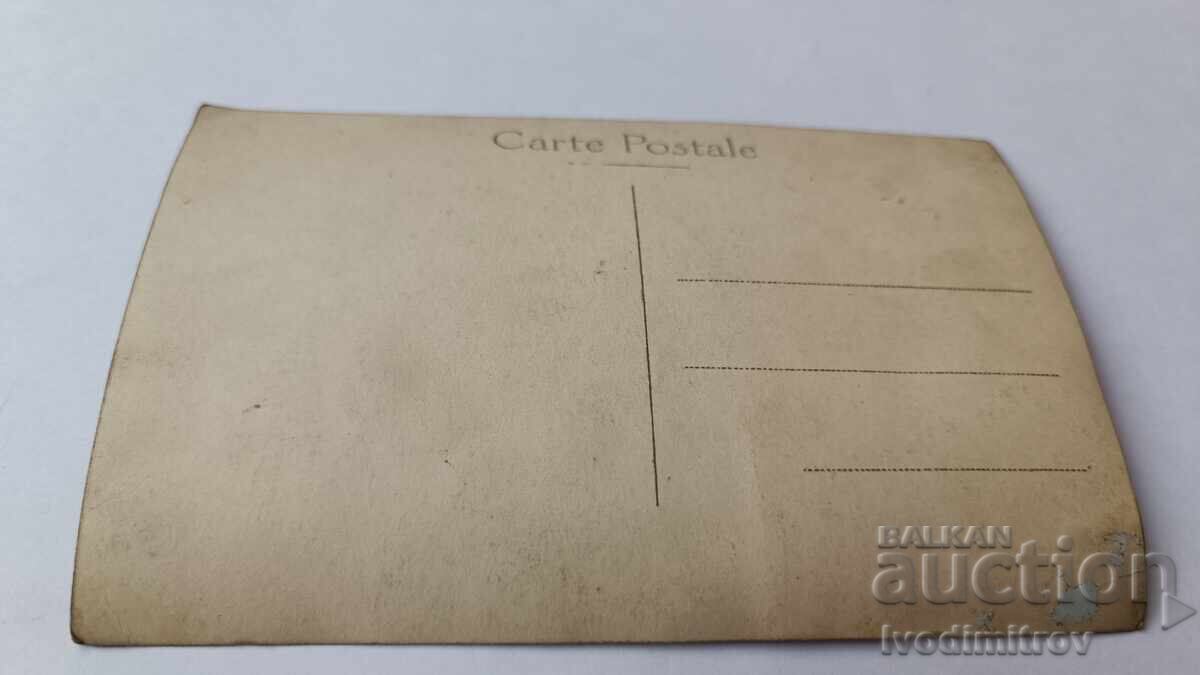 Carte Postale
BALKAN
auction
Ivodimitrov